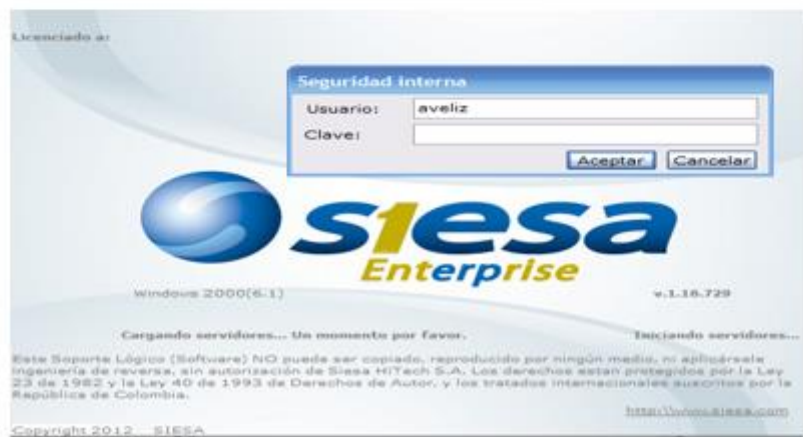 Licenciado a:
Seguridad interna
Usuario: aveliz
Clave:
Aceptar Cancelar
siesa
Enterprise
Windows 2000(6.1) v.1.16.729
Cargando servidores... Un momento por favor. Iniciando servidores...
Este Soporte Lógico (Software) NO puede ser copiado, reproducido por ningún medio, ni aplicársele
ingeniería de reversa, sin autorización de Siesa HiTech S.A. Los derechos estan protegidos por la Ley
23 de 1982 y la Ley 40 de 1993 de Derechos de Autor, y los tratados internacionales suscritos por la
República de Colombia.
http://www.siesa.com
Copyright 2012 SIESA